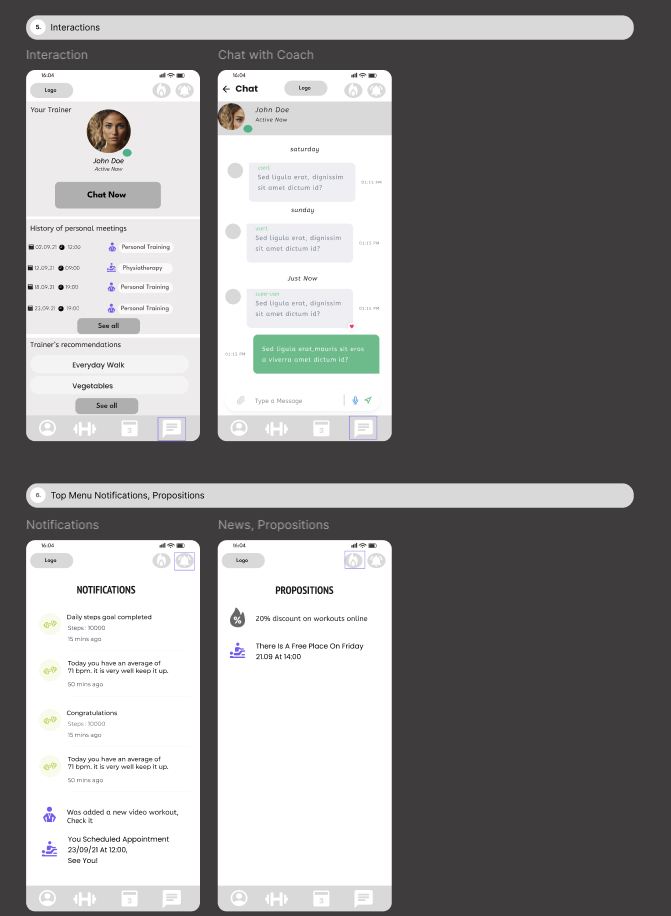 5. Interactions
Interaction
16:04
Logo
Your Trainer
John Doe
Active Now
Chat Now
History of personal meetings
02.09.21 12:00 Personal Training
12.09.21 09:00 Physiotherapy
18.09.21 19:00 Personal Training
23.09.21 19:00 Personal Training
See all
Trainer's recommendations
Everyday Walk
Vegetables
See all
3
Chat with Coach
16:04
Chat Logo
John Doe
Active Now
saturday
user1
Sed ligula erat, dignissim
sit amet dictum id?
01:11 PM
sunday
user1
Sed ligula erat, dignissim
sit amet dictum id?
01:13 PM
Just Now
superuser
Sed ligula erat, dignissim
sit amet dictum id?
01:11 PM
Sed ligula erat,mauris sit eros
a viverra amet dictum id?
01:13 PM
Type a Message
3
6. Top Menu Notifications, Propositions
Notifications
16:04
Logo
NOTIFICATIONS
Daily steps goal completed
Steps: 10000
15 mins ago
Today you have an average of
71 bpm. it is very well keep it up.
50 mins ago
Congratulations
Steps: 10000
15 mins ago
Today you have an average of
71 bpm. it is very well keep it up.
50 mins ago
Was added a new video workout,
Check it
You Scheduled Appointment
23/09/21 At 12:00,
See You!
3
News, Propositions
16:04
Logo
PROPOSITIONS
%
20% discount on workouts online
There Is A Free Place On Friday
21.09 At 14:00
3